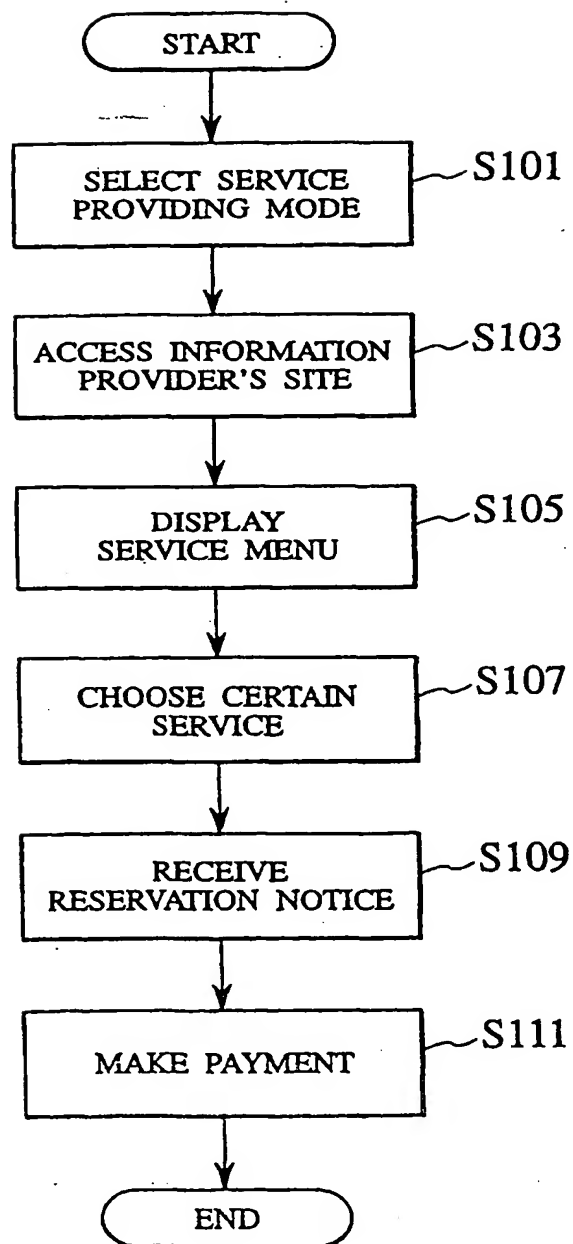 START
SELECT SERVICE
PROVIDING MODE
S101
ACCESS INFORMATION
PROVIDER'S SITE
S103
DISPLAY
SERVICE MENU
S105
CHOOSE CERTAIN
SERVICE
S107
RECEIVE
RESERVATION NOTICE
S109
MAKE PAYMENT
S111
END